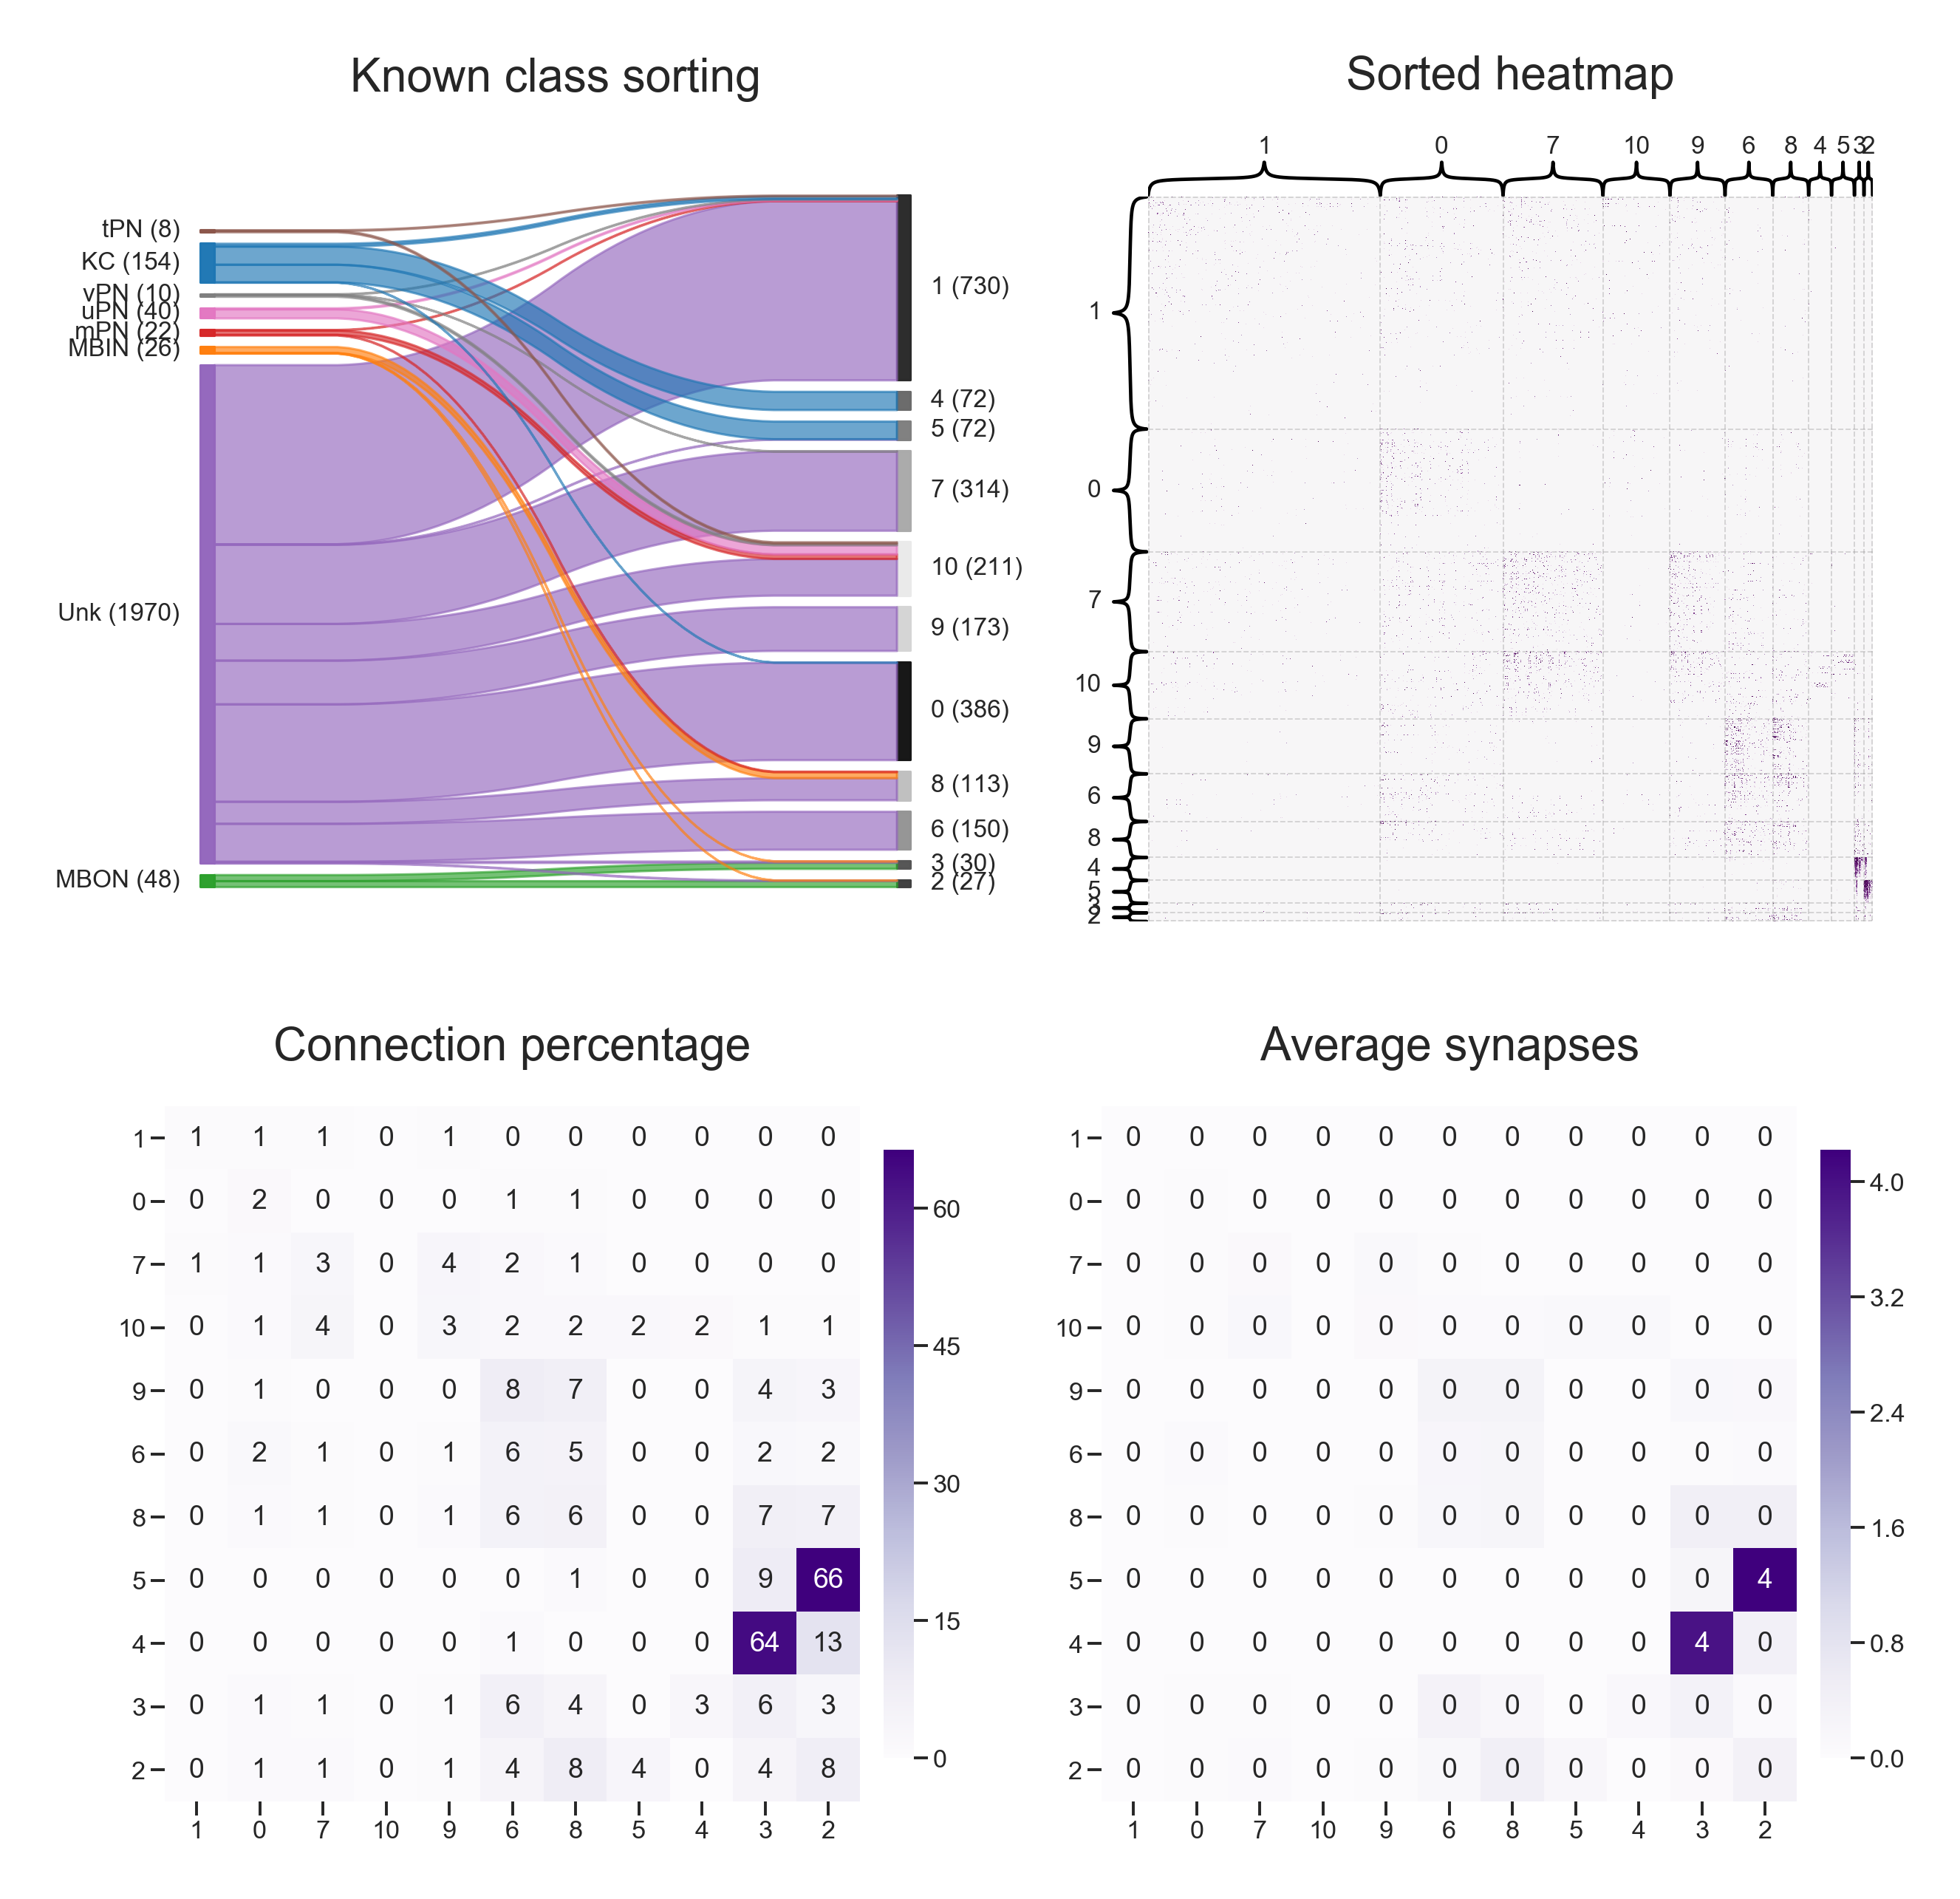 Known class sorting
tPN (8)
KC (154)
vPN (10)
uPN (40)
mPN (22)
MBIN (26)
Unk (1970)
MBON (48)
1 (730)
4 (72)
5 (72)
7 (314)
10 (211)
9 (173)
0 (386)
8 (113)
6 (150)
3 (30)
2 (27)
Sorted heatmap
1 0 7 10 9 6 8 4 5 3 2
1
0
7
10
9
6
8
4
5
3
2
Connection percentage
1 1 1 1 0 1 0 0 0 0 0 0
0 0 2 0 0 0 1 1 0 0 0 0
7 1 1 3 0 4 2 1 0 0 0 0
10 0 1 4 0 3 2 2 2 2 1 1
9 0 1 0 0 0 8 7 0 0 4 3
6 0 2 1 0 1 6 5 0 0 2 2
8 0 1 1 0 1 6 6 0 0 7 7
5 0 0 0 0 0 0 1 0 0 9 66
4 0 0 0 0 0 1 0 0 0 64 13
3 0 1 1 0 1 6 4 0 3 6 3
2 0 1 1 0 1 4 8 4 0 4 8
1 0 7 10 9 6 8 5 4 3 2
60
45
30
15
0
Average synapses
1 0 0 0 0 0 0 0 0 0 0 0
0 0 0 0 0 0 0 0 0 0 0 0
7 0 0 0 0 0 0 0 0 0 0 0
10 0 0 0 0 0 0 0 0 0 0 0
9 0 0 0 0 0 0 0 0 0 0 0
6 0 0 0 0 0 0 0 0 0 0 0
8 0 0 0 0 0 0 0 0 0 0 0
5 0 0 0 0 0 0 0 0 0 0 4
4 0 0 0 0 0 0 0 0 0 4 0
3 0 0 0 0 0 0 0 0 0 0 0
2 0 0 0 0 0 0 0 0 0 0 0
1 0 7 10 9 6 8 5 4 3 2
4.0
3.2
2.4
1.6
0.8
0.0